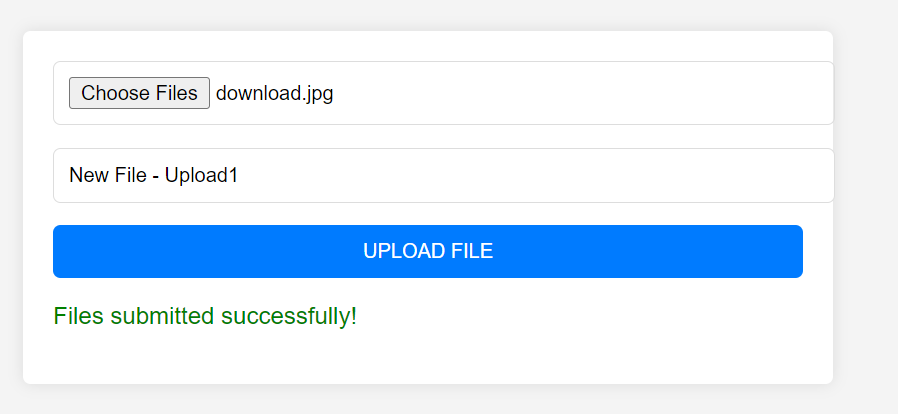 Choose Files download.jpg
New File - Upload1
UPLOAD FILE
Files submitted successfully!